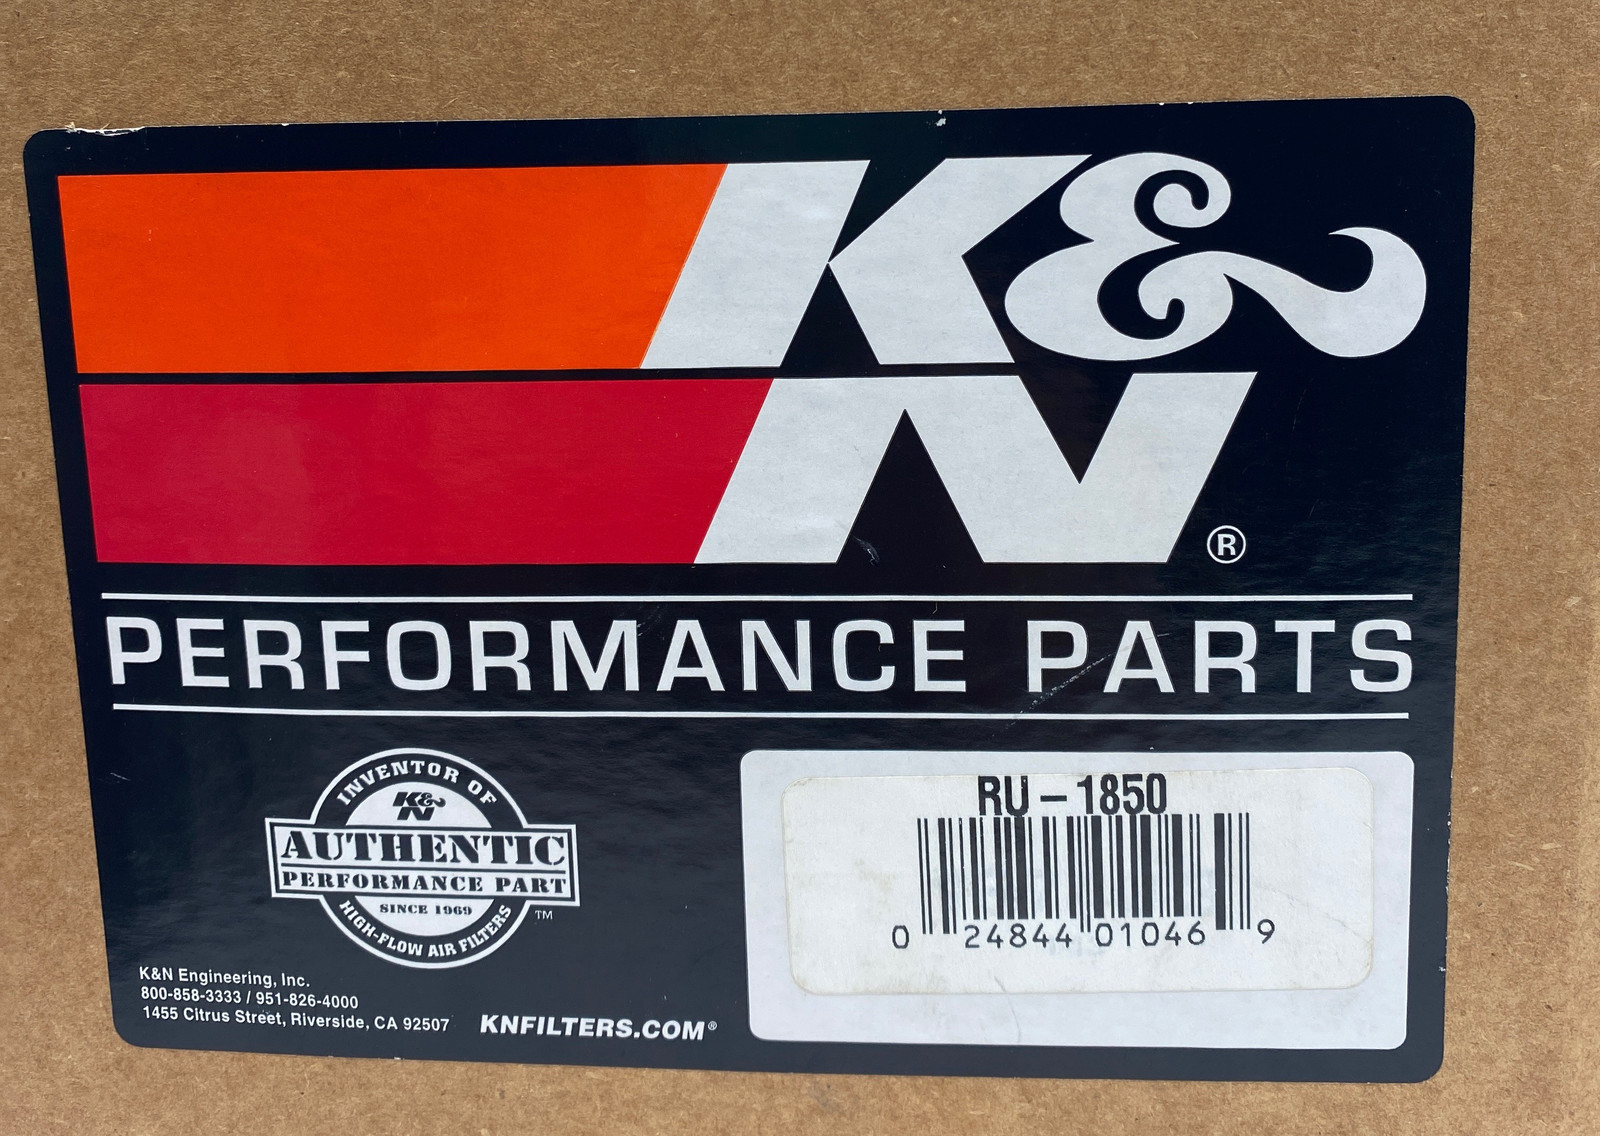 K&
N®
PERFORMANCE PARTS
INVENTOR OF
K&N
AUTHENTIC
PERFORMANCE PART
SINCE 1969
HIGH-FLOW AIR FILTERS
TM
K&N Engineering, Inc.
800-858-3333 / 951-826-4000
1455 Citrus Street, Riverside, CA 92507
KNFILTERS.COM®
RU-1850
0 24844 01046 9